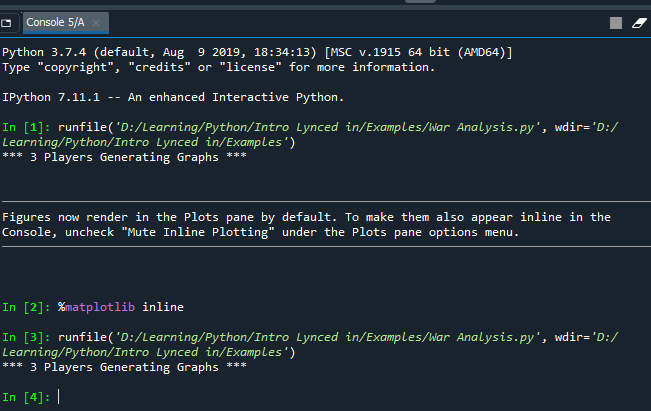 Console 5/A
Python 3.7.4 (default, Aug  9 2019, 18:34:13) [MSC v.1915 64 bit (AMD64)]
Type "copyright", "credits" or "license" for more information.
IPython 7.11.1 -- An enhanced Interactive Python.
In [1]: runfile('D:/Learning/Python/Intro Lynced in/Examples/War Analysis.py', wdir='D:/
Learning/Python/Intro Lynced in/Examples')
*** 3 Players Generating Graphs ***
Figures now render in the Plots pane by default. To make them also appear inline in the
Console, uncheck "Mute Inline Plotting" under the Plots pane options menu.
In [2]: %matplotlib inline
In [3]: runfile('D:/Learning/Python/Intro Lynced in/Examples/War Analysis.py', wdir='D:/
Learning/Python/Intro Lynced in/Examples')
*** 3 Players Generating Graphs ***
In [4]: